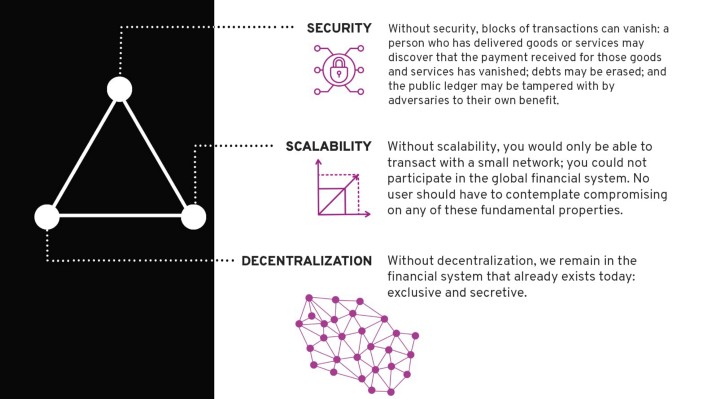 SECURITY
Without security, blocks of transactions can vanish; a
person who has delivered goods or services may
discover that the payment received for those goods
and services has vanished; debts may be erased; and
the public ledger may be tampered with by
adversaries to their own benefit.
SCALABILITY
Without scalability, you would only be able to
transact with a small network; you could not
participate in the global financial system. No
user should have to contemplate compromising
on any of these fundamental properties.
DECENTRALIZATION
Without decentralization, we remain in the
financial system that already exists today:
exclusive and secretive.